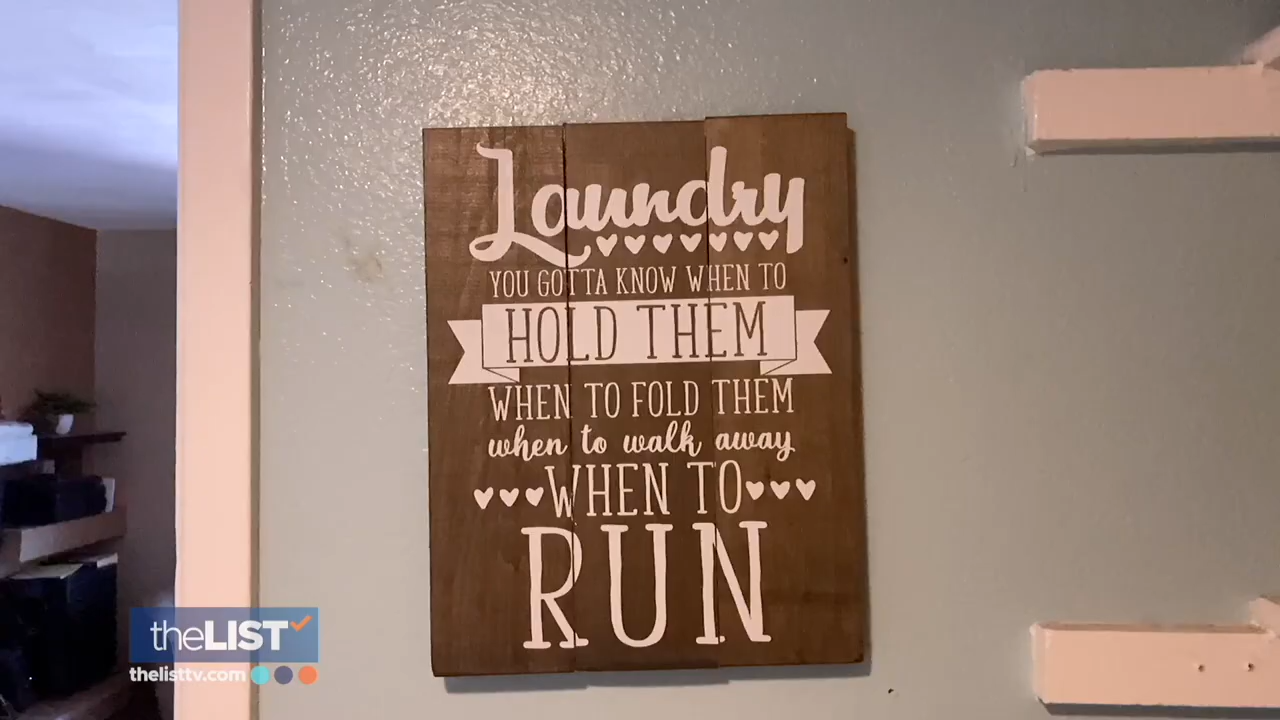 Laundry
YOU GOTTA KNOW WHEN TO
HOLD THEM
WHEN TO FOLD THEM
when to walk away
WHEN TO
RUN
theLIST
thelisttv.com